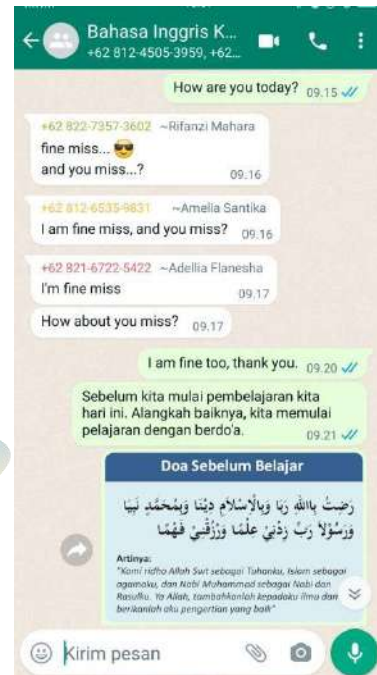 Bahasa Inggris K...
+62 812-4505-3959, +62...
How are you today? 09.15
+62 822-7357-3602 ~Rifanzi Mahara
fine miss... 😎
and you miss...? 09.16
+62 812-6535-9831 ~Amelia Santika
I am fine miss, and you miss? 09.16
+62 821-6722-5422 ~Adellia Flanesha
I'm fine miss 09.17
How about you miss? 09.17
I am fine too, thank you. 09.20
Sebelum kita mulai pembelajaran kita
hari ini. Alangkah baiknya, kita memulai
pelajaran dengan berdo'a. 09.21
Doa Sebelum Belajar
رَضِتُ بِااللهِ رَبَا وَبِالْاِسْلاَمِ دِيْنَا وَبِمُحَمَّدِ نَبِيَا
وَرَسُوْلاَ رَبِّ زِدْنِيْ عِلْمًا وَرْزُقْنِيْ فَهْمًا
Artinya:
"Kami ridho Allah Swt sebagai Tuhanku, Islam sebagai
agamaku, dan Nabi Muhammad sebagai Nabi dan
Rasulku. Ya Allah, tambahkanlah kepadaku ilmu dan
berikanlah aku pengertian yang baik"
Kirim pesan